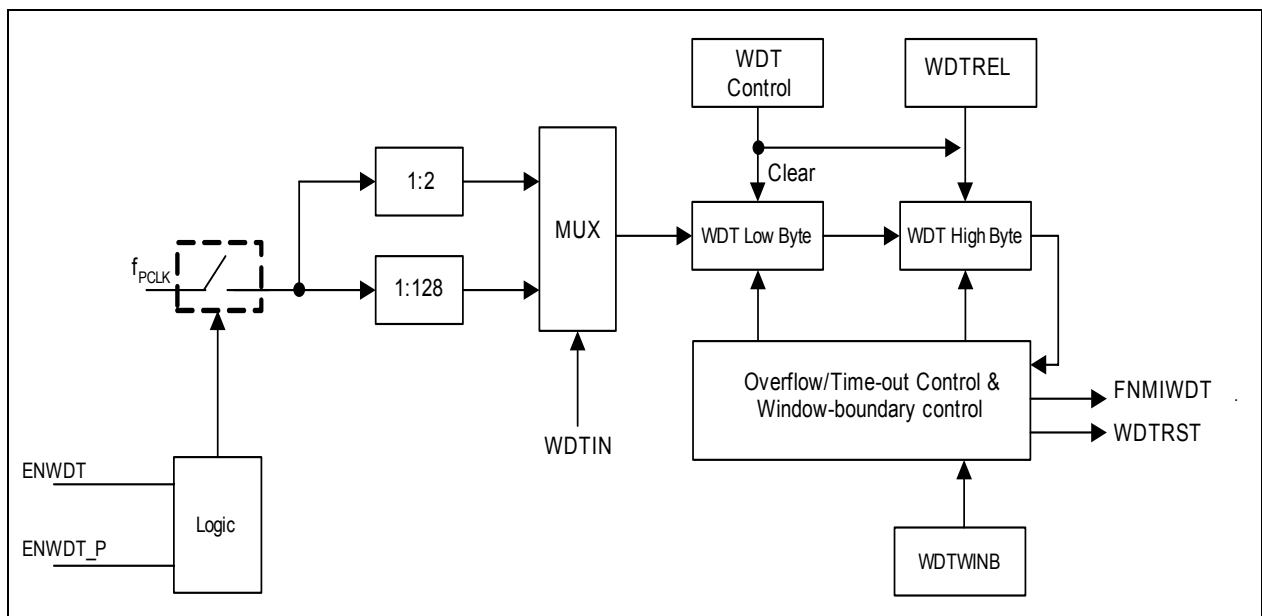 WDT
Control
WDTREL
1:2
Clear
MUX
WDT Low Byte
WDT High Byte
fPCLK
1:128
Overflow/Time-out Control &
Window-boundary control
FNMIWDT
.
WDTIN
WDTRST
ENWDT
Logic
ENWDT_P
WDTWINB